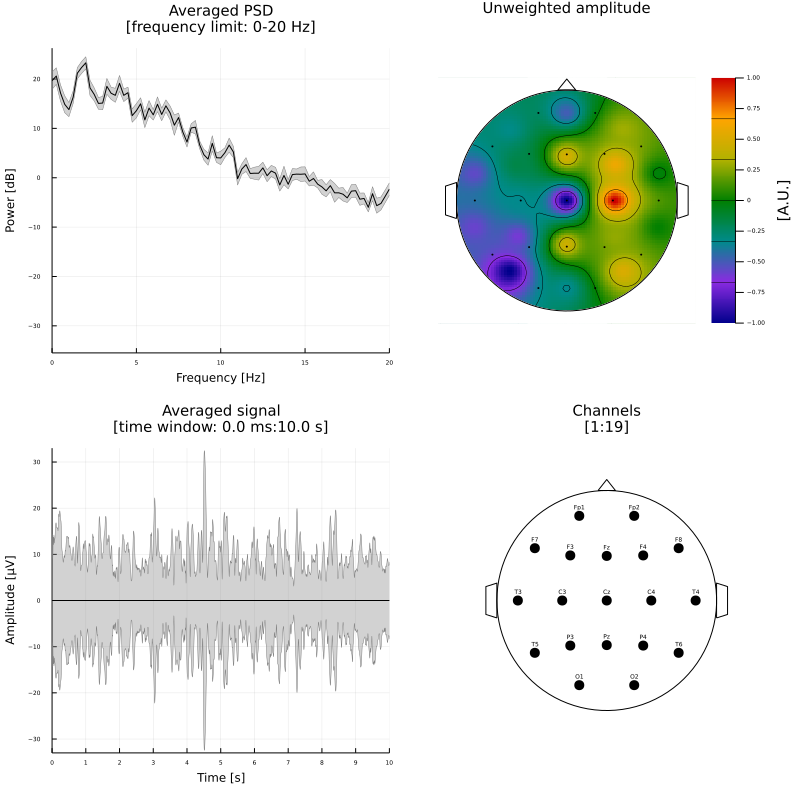 Averaged PSD
[frequency limit: 0-20 Hz]
Power [dB]
20
10
0
−10
−20
−30
0
5
10
15
20
Frequency [Hz]
Unweighted amplitude
1.00
0.75
0.50
0.25
0
−0.25
−0.50
−0.75
−1.00
[A.U.]
Averaged signal
[time window: 0.0 ms:10.0 s]
Amplitude [μV]
30
20
10
0
−10
−20
−30
0 1 2 3 4 5 6 7 8 9 10
Time [s]
Channels
[1:19]
Fp1 Fp2
F7 F3 Fz F4 F8
T3 C3 Cz C4 T4
T5 P3 Pz P4 T6
O1 O2